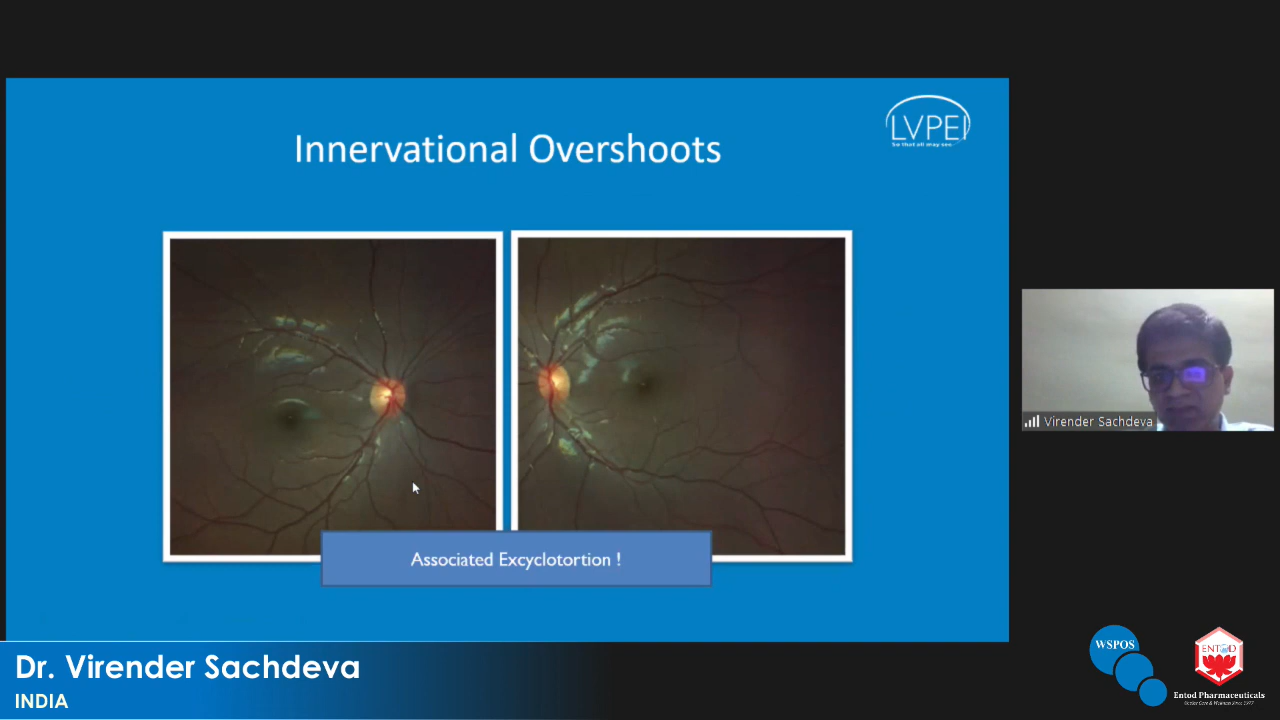 LVPEI
So that all may see
Innervational Overshoots
Associated Excyclotortion !
Virender Sachdeva
Dr. Virender Sachdeva
INDIA
WSPOS
ENTOD
Entod Pharmaceuticals